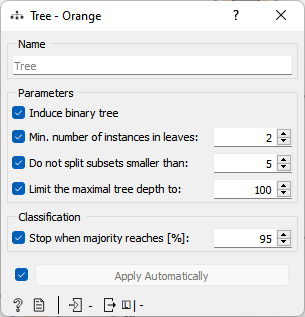 Tree - Orange
Name
Tree
Parameters
Induce binary tree
Min. number of instances in leaves: 2
Do not split subsets smaller than: 5
Limit the maximal tree depth to: 100
Classification
Stop when majority reaches [%]: 95
Apply Automatically
? | - | -